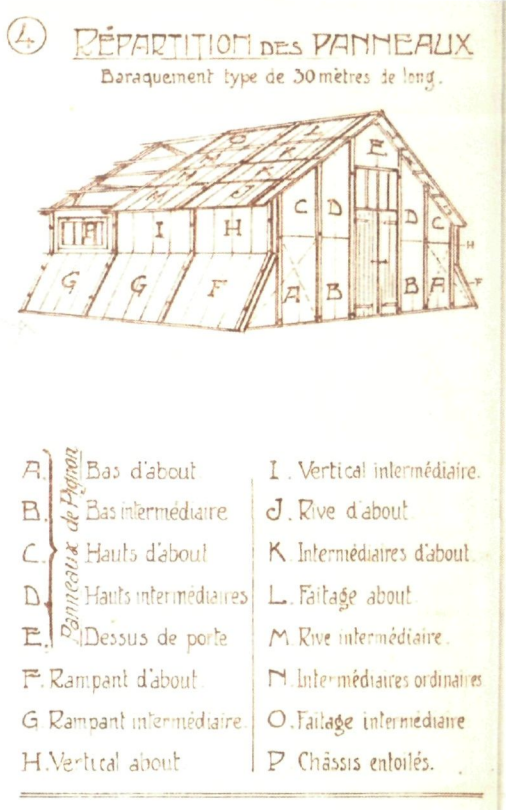 4
RÉPARTITION DES PANNEAUX
Baraquement type de 30 mètres de long.
O L
N K
M J
E
C D D C
I H H
G G F A B B A F
Panneaux de Pignon
A. Bas d'about
B. Bas intermédiaire
C. Hauts d'about
D. Hauts intermédiaires
E. Dessus de porte
F. Rampant d'about
G. Rampant intermédiaire.
H. Vertical about
I. Vertical intermédiaire.
J. Rive d'about
K. Intermédiaires d'about
L. Faitage about
M. Rive intermédiaire.
N. Intermédiaires ordinaires
O. Faitage intermédiaire
P Châssis entoilés.